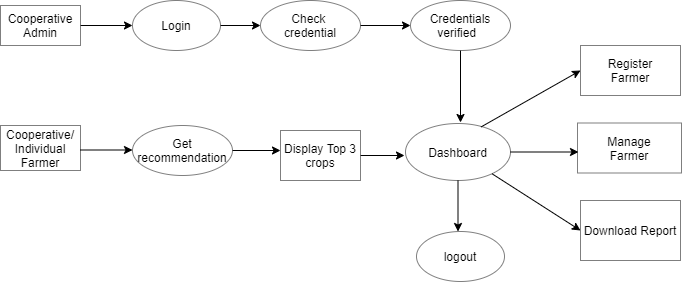 Cooperative
Admin
Login
Check
credential
Credentials
verified
Register
Farmer
Cooperative/
Individual
Farmer
Get
recommendation
Display Top 3
crops
Dashboard
Manage
Farmer
Download Report
logout